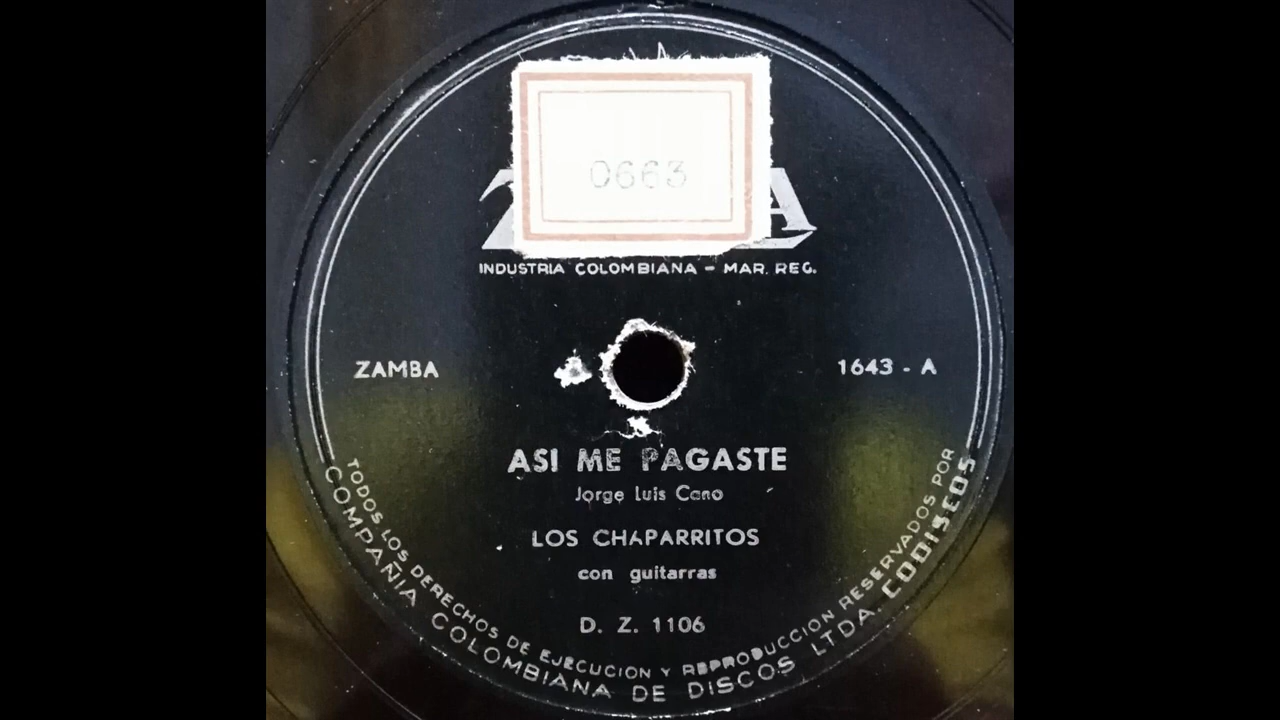 0663
INDUSTRIA COLOMBIANA - MAR. REG.
ZAMBA
1643 - A
ASI ME PAGASTE
Jorge Luis Cano
LOS CHAPARRITOS
con guitarras
D. Z. 1106
TODOS LOS DERECHOS DE EJECUCION Y REPRODUCCION RESERVADOS POR
COMPAÑIA COLOMBIANA DE DISCOS LTDA. CODISCOS